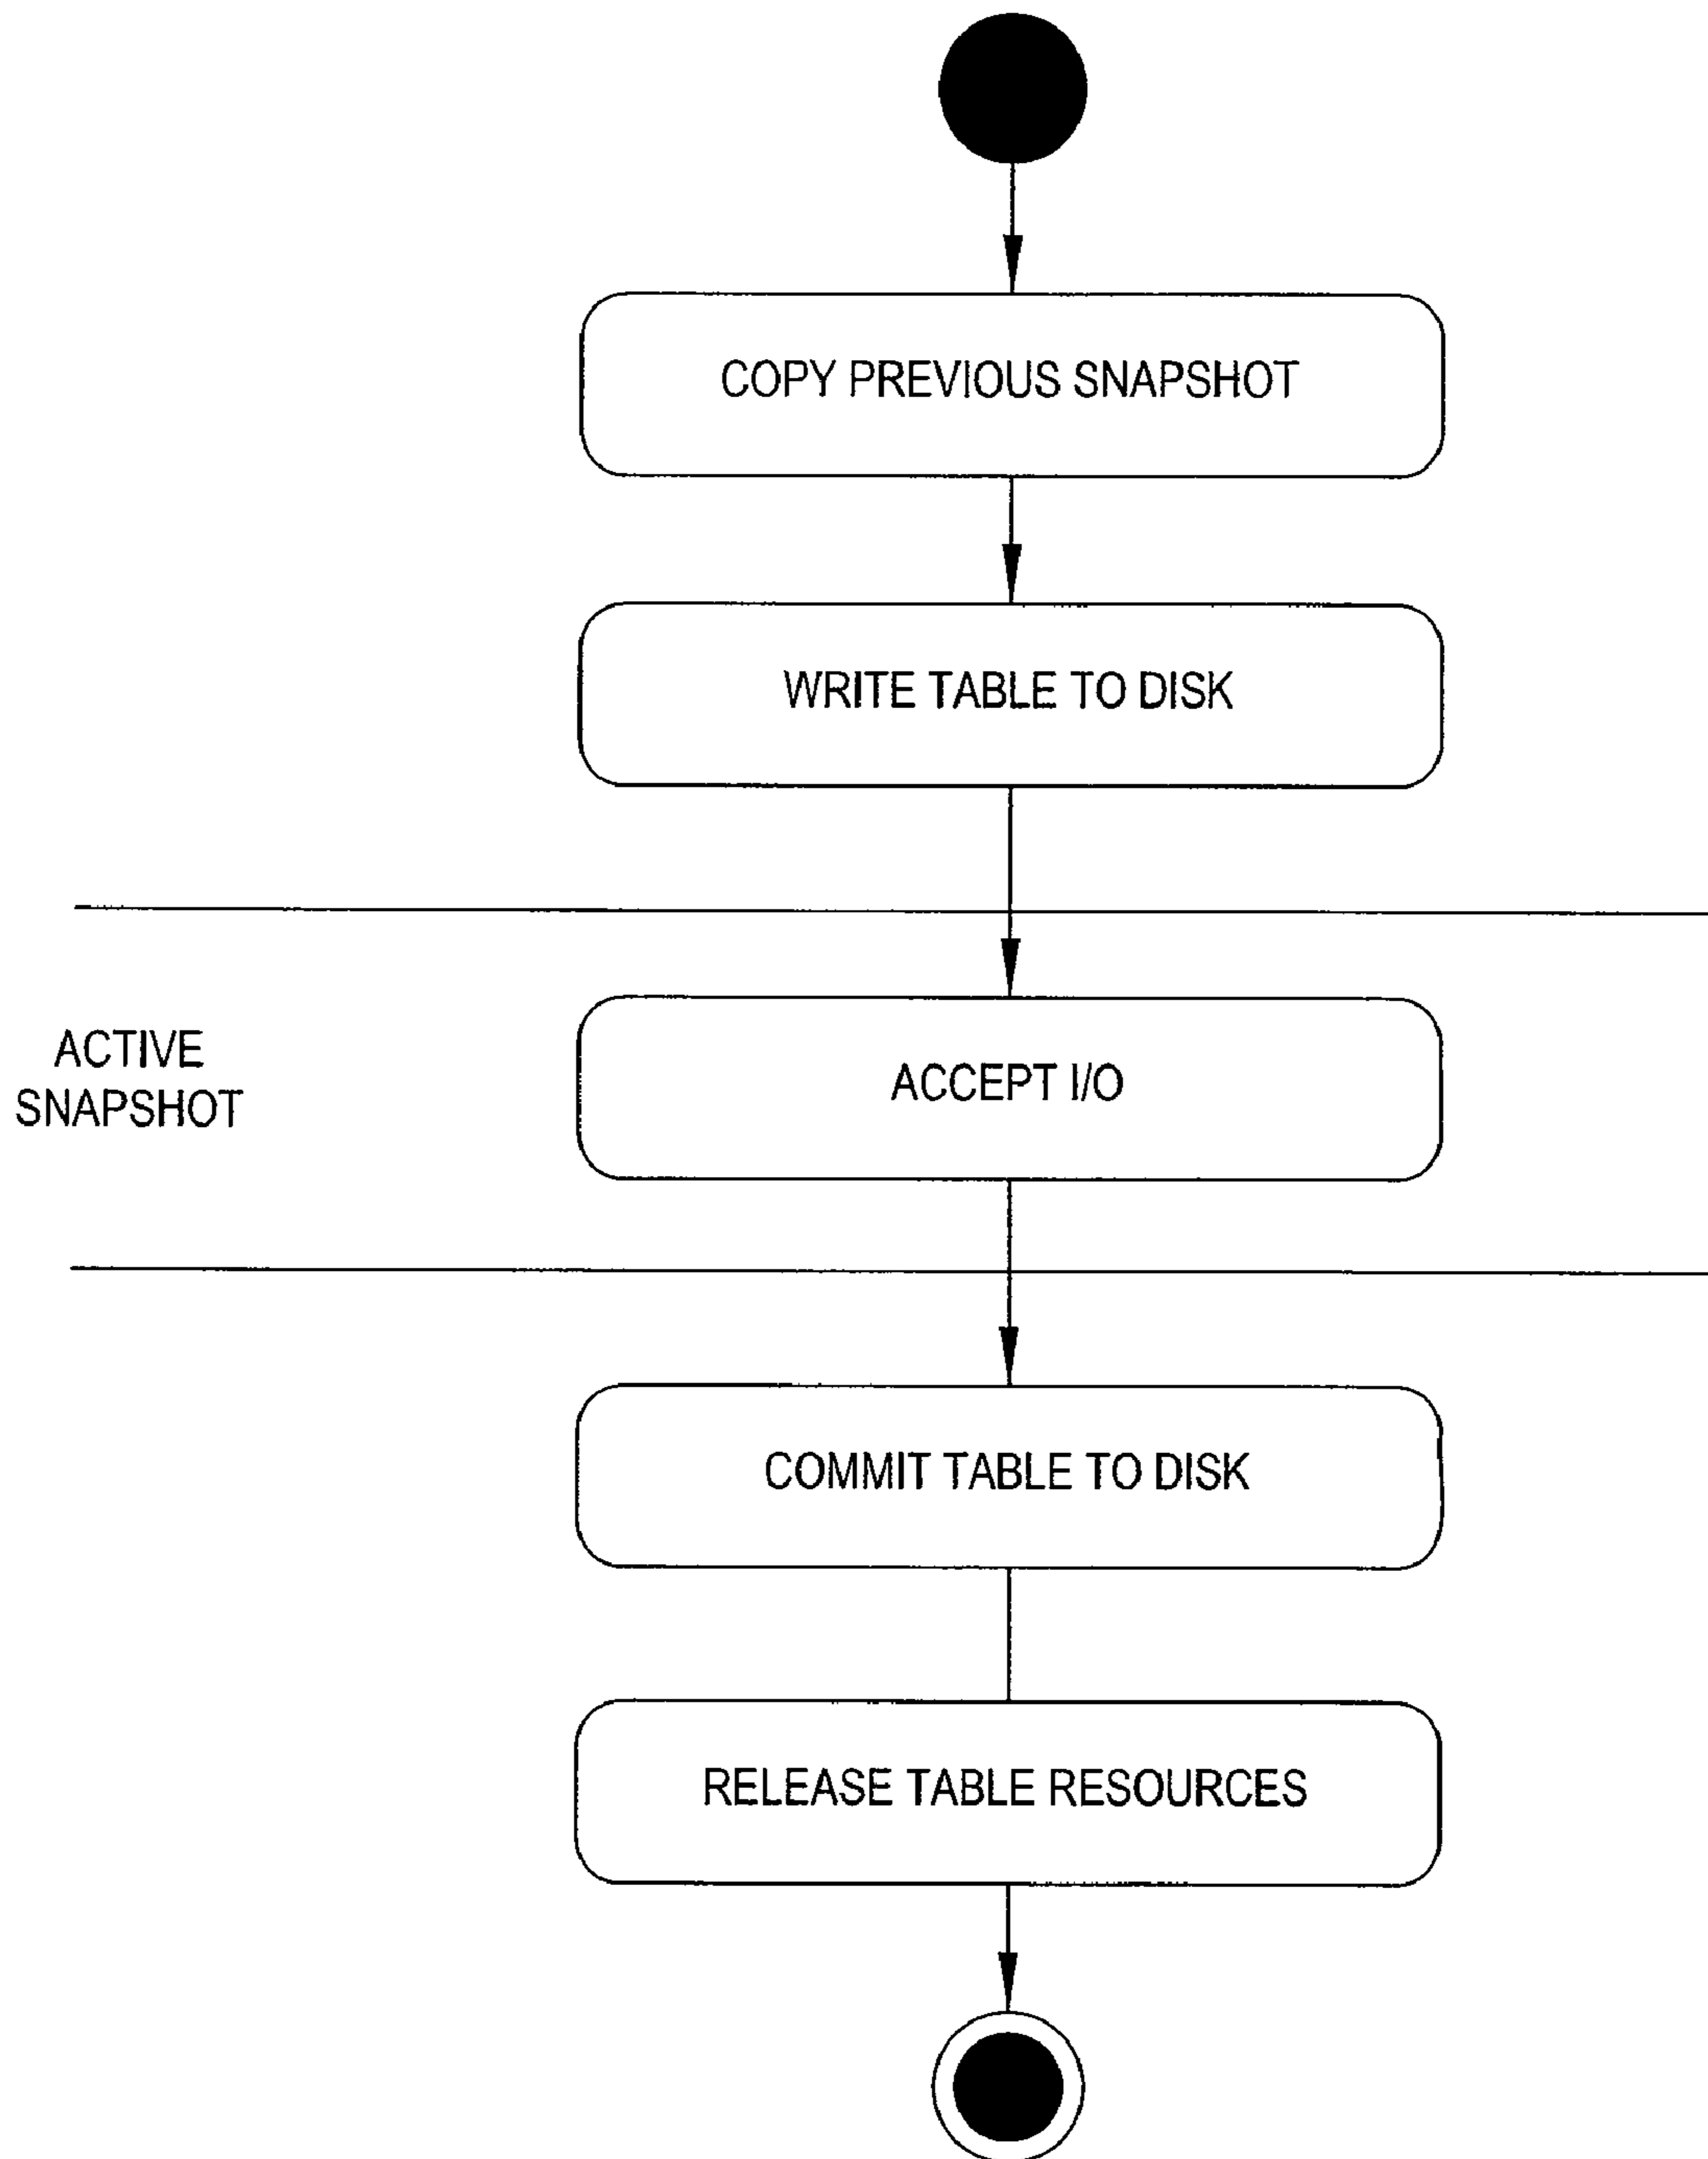 COPY PREVIOUS SNAPSHOT
WRITE TABLE TO DISK
ACTIVE
SNAPSHOT
ACCEPT I/O
COMMIT TABLE TO DISK
RELEASE TABLE RESOURCES